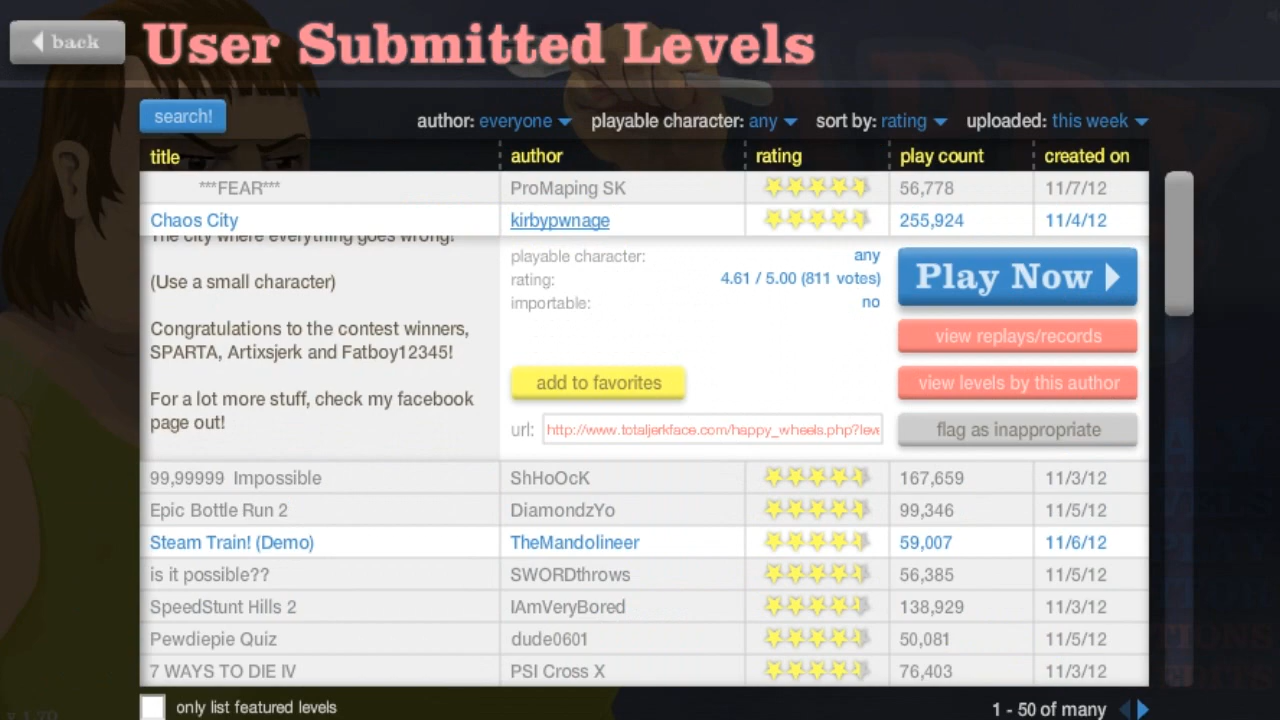 back
User Submitted Levels
search!
author: everyone playable character: any sort by: rating uploaded: this week
title author rating play count created on
***FEAR*** ProMaping SK 56,778 11/7/12
Chaos City kirbypwnage 255,924 11/4/12
The city where everything goes wrong!
(Use a small character)
Congratulations to the contest winners,
SPARTA, Artixsjerk and Fatboy12345!
For a lot more stuff, check my facebook
page out!
playable character: any
rating: 4.61 / 5.00 (811 votes)
importable: no
add to favorites
url: http://www.totaljerkface.com/happy_wheels.php?leve
Play Now
view replays/records
view levels by this author
flag as inappropriate
99,99999 Impossible ShHoOcK 167,659 11/3/12
Epic Bottle Run 2 DiamondzYo 99,346 11/5/12
Steam Train! (Demo) TheMandolineer 59,007 11/6/12
is it possible?? SWORDthrows 56,385 11/5/12
SpeedStunt Hills 2 IAmVeryBored 138,929 11/3/12
Pewdiepie Quiz dude0601 50,081 11/5/12
7 WAYS TO DIE IV PSI Cross X 76,403 11/3/12
only list featured levels
1 - 50 of many